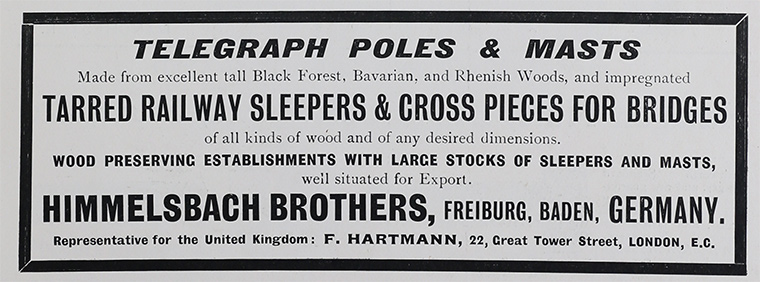 TELEGRAPH POLES & MASTS
Made from excellent tall Black Forest, Bavarian, and Rhenish Woods, and impregnated
TARRED RAILWAY SLEEPERS & CROSS PIECES FOR BRIDGES
of all kinds of wood and of any desired dimensions.
WOOD PRESERVING ESTABLISHMENTS WITH LARGE STOCKS OF SLEEPERS AND MASTS,
well situated for Export.
HIMMELSBACH BROTHERS, FREIBURG, BADEN, GERMANY.
Representative for the United Kingdom: F. HARTMANN, 22, Great Tower Street, LONDON, E.C.